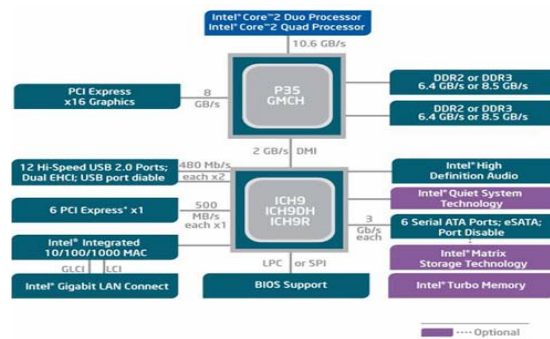 Intel® Core™2 Duo Processor
Intel® Core™2 Quad Processor
10.6 GB/s
PCI Express
x16 Graphics
8
GB/s
P35
GMCH
DDR2 or DDR3
6.4 GB/s or 8.5 GB/s
DDR2 or DDR3
6.4 GB/s or 8.5 GB/s
2 GB/s DMI
12 Hi-Speed USB 2.0 Ports;
Dual EHCI; USB port diable
480 Mb/s
each x2
Intel® High
Definition Audio
Intel® Quiet System
Technology
6 PCI Express* x1
500
MB/s
each x1
ICH9
ICH9DH
ICH9R
3
Gb/s
each
6 Serial ATA Ports; eSATA;
Port Disable
Intel® Integrated
10/100/1000 MAC
Intel® Matrix
Storage Technology
GLCI LCI
LPC or SPI
Intel® Gigabit LAN Connect
BIOS Support
Intel® Turbo Memory
Optional